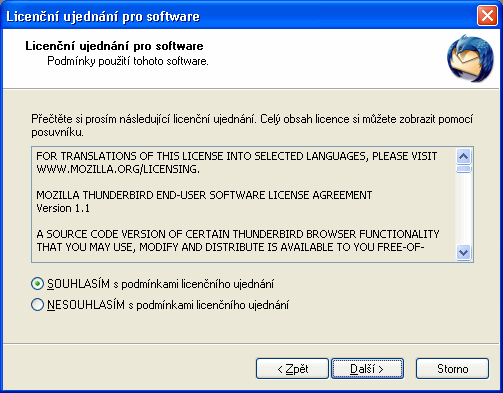 Licenční ujednání pro software
Licenční ujednání pro software
Podmínky použití tohoto software.
Přečtěte si prosím následující licenční ujednání. Celý obsah licence si můžete zobrazit pomocí
posuvníku.
FOR TRANSLATIONS OF THIS LICENSE INTO SELECTED LANGUAGES, PLEASE VISIT
WWW.MOZILLA.ORG/LICENSING.
MOZILLA THUNDERBIRD END-USER SOFTWARE LICENSE AGREEMENT
Version 1.1
A SOURCE CODE VERSION OF CERTAIN THUNDERBIRD BROWSER FUNCTIONALITY
THAT YOU MAY USE, MODIFY AND DISTRIBUTE IS AVAILABLE TO YOU FREE-OF-
SOUHLASÍM s podmínkami licenčního ujednání
NESOUHLASÍM s podmínkami licenčního ujednání
< Zpět
Další >
Storno